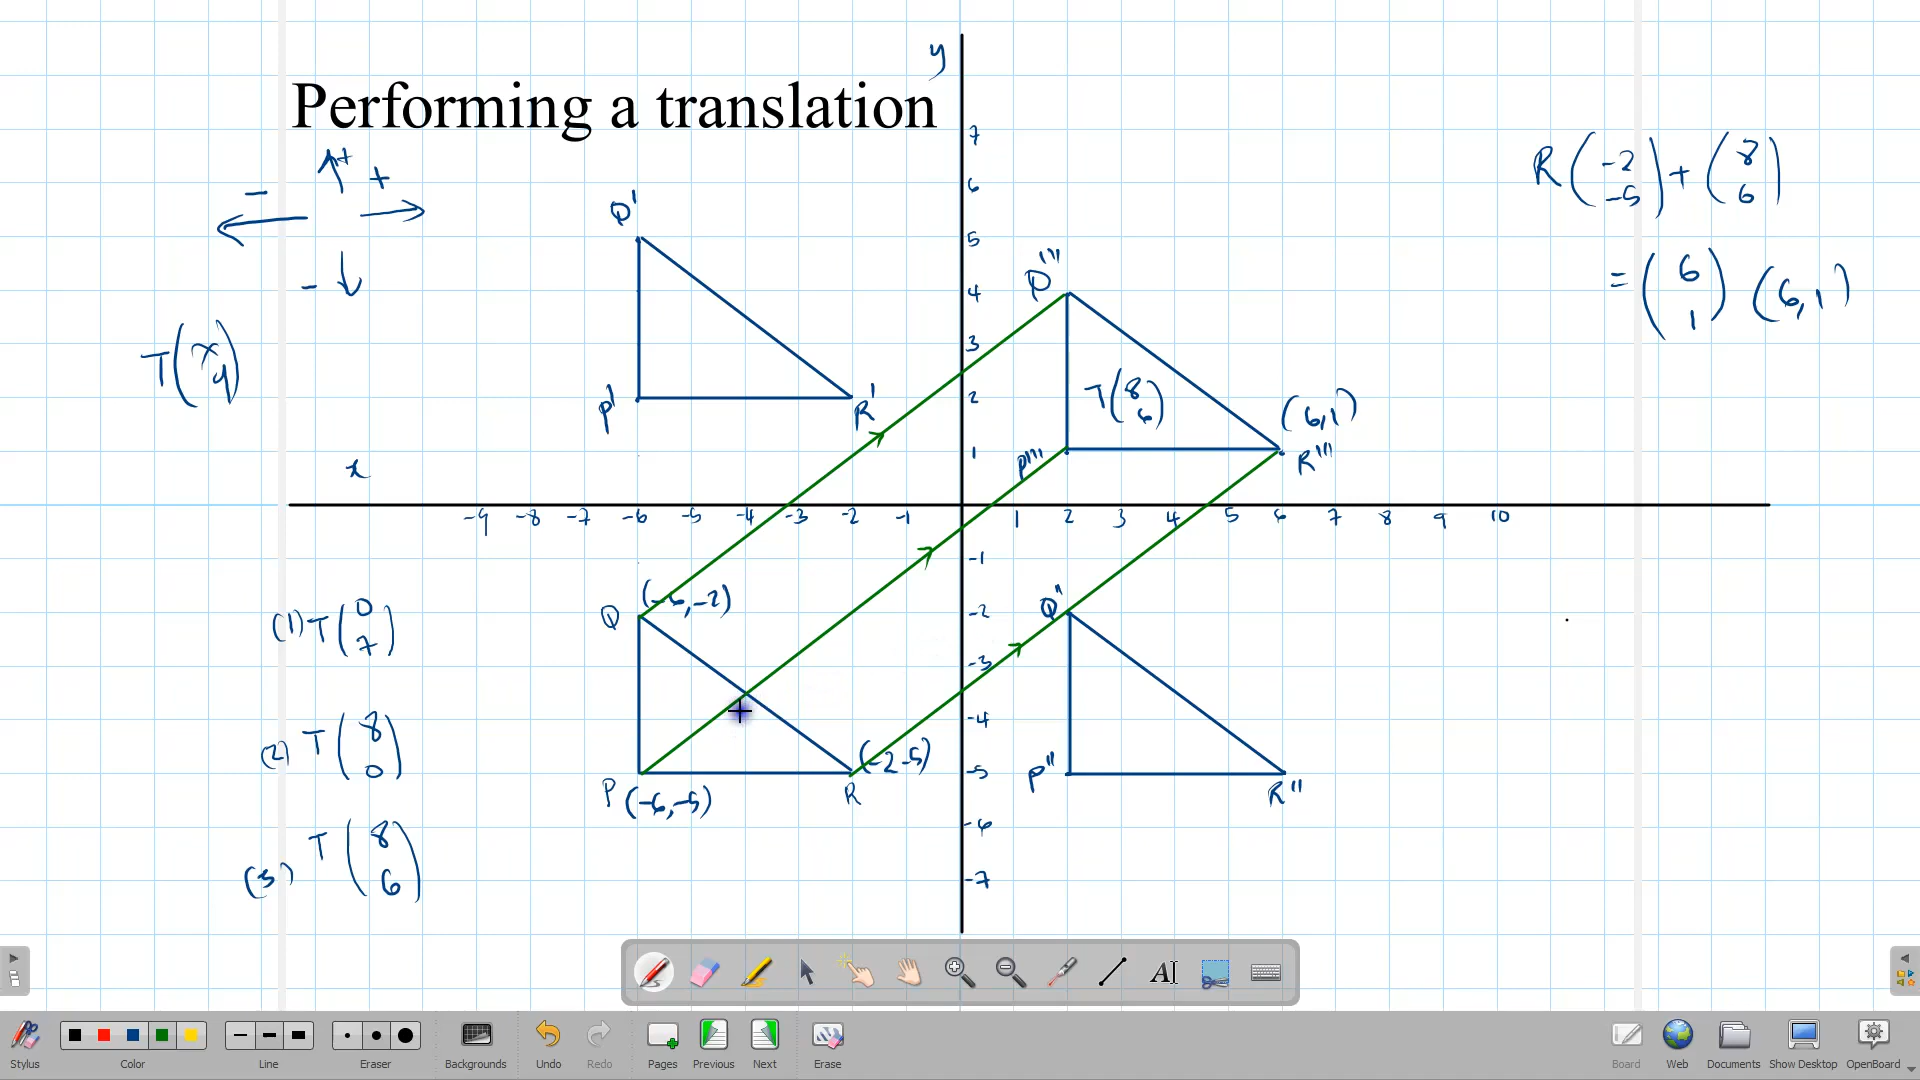 y
Performing a translation
7
6
5
4
3
2
1
-1
-2
-3
-4
-5
-6
-7
-9 -8 -7 -6 -5 -4 -3 -2 -1 1 2 3 4 5 6 7 8 9 10
x
- + +
-
T(x y)
(1) T(0 7)
(2) T(8 0)
(3) T(8 6)
Q'
P' R'
Q (-6,-2)
P (-6,-5)
R (-2 -5)
Q'''
T(8 6)
P''' R'''
(6,1)
Q''
P'' R''
R(-2 -5) + (8 6)
= (6 1) (6,1)
AI
Stylus Color Line Eraser Backgrounds Undo Redo Pages Previous Next Erase Board Web Documents Show Desktop OpenBoard